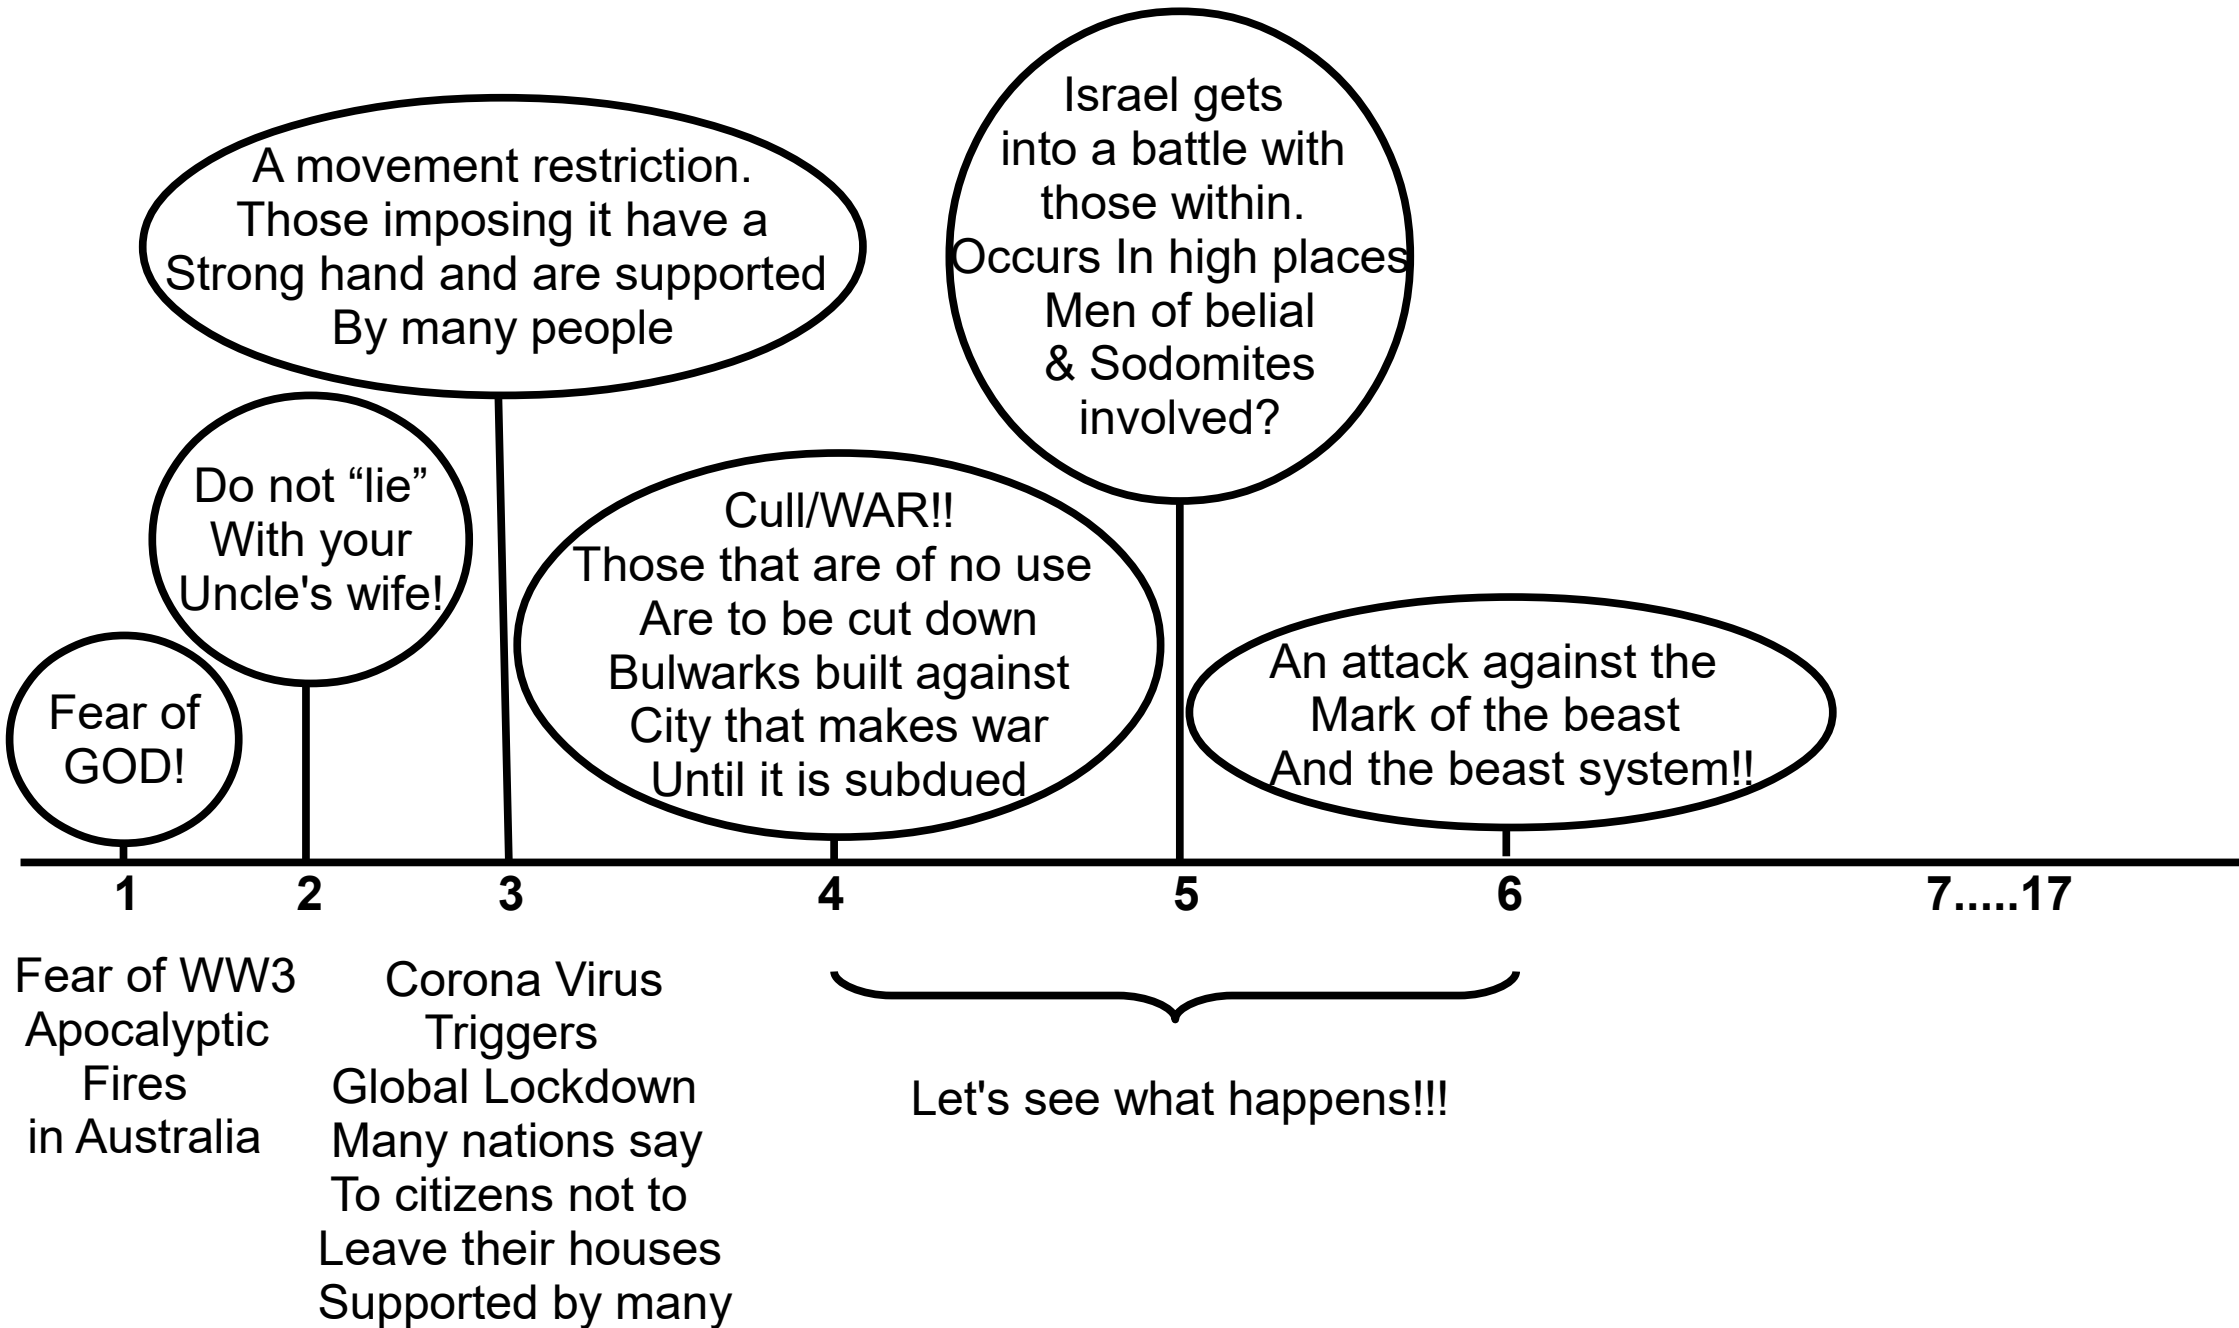 Israel gets
into a battle with
those within.
Occurs In high places
Men of belial
& Sodomites
involved?
A movement restriction.
Those imposing it have a
Strong hand and are supported
By many people
Do not “lie”
With your
Uncle's wife!
Cull/WAR!!
Those that are of no use
Are to be cut down
Bulwarks built against
City that makes war
Until it is subdued
An attack against the
Mark of the beast
And the beast system!!
Fear of
GOD!
1
2
3
4
5
6
7.....17
Fear of WW3
Apocalyptic
Fires
in Australia
Corona Virus
Triggers
Global Lockdown
Many nations say
To citizens not to
Leave their houses
Supported by many
Let's see what happens!!!